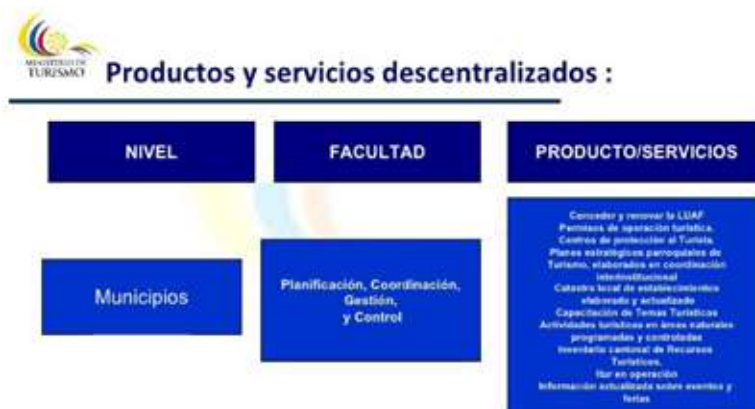 MINISTERIO DE
TURISMO
Productos y servicios descentralizados :
NIVEL
FACULTAD
PRODUCTO/SERVICIOS
Municipios
Planificación, Coordinación,
Gestión,
y Control
Conceder y renovar la LUAF
Permisos de operación turística.
Centros de protección al Turista.
Planes estratégicos parroquiales de
Turismo, elaborados en coordinación
interinstitucional
Catastro local de establecimientos
elaborado y actualizado
Capacitación de Temas Turísticos
Actividades turísticas en áreas naturales
programadas y controladas
Inventario cantonal de Recursos
Turísticos.
Itur en operación
Información actualizada sobre eventos y
ferias